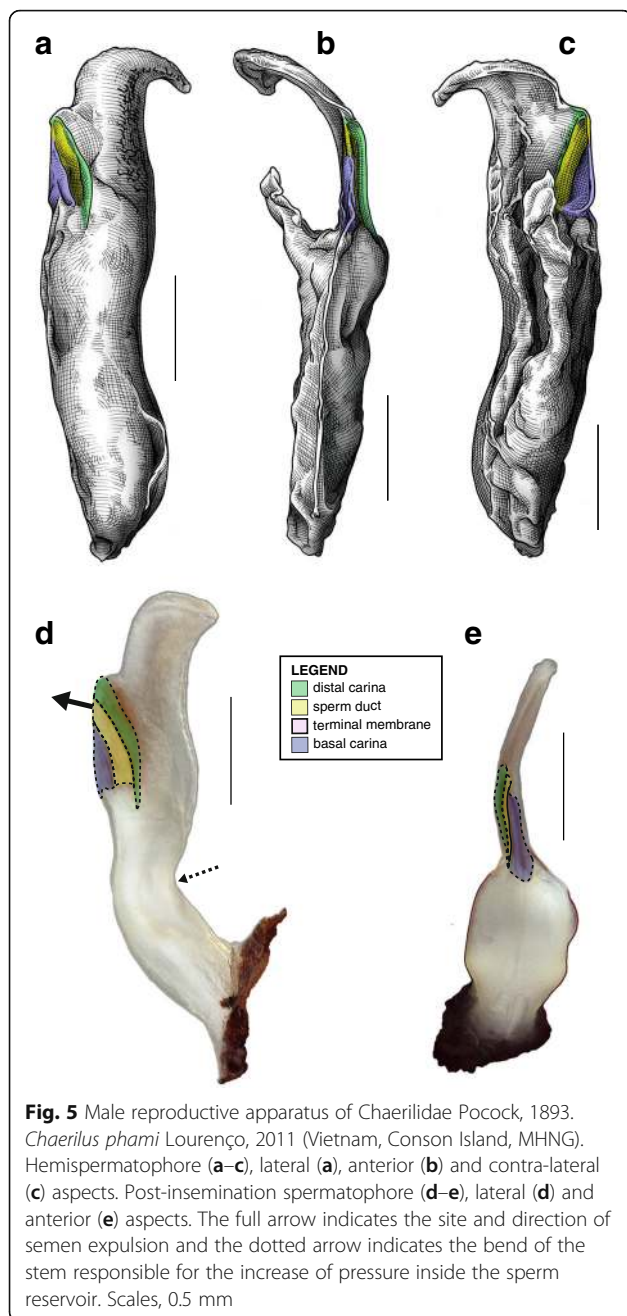 a
b
c
d
e
LEGEND
distal carina
sperm duct
terminal membrane
basal carina
Fig. 5 Male reproductive apparatus of Chaerilidae Pocock, 1893.
Chaerilus phami Lourenço, 2011 (Vietnam, Conson Island, MHNG).
Hemispermatophore (a–c), lateral (a), anterior (b) and contra-lateral
(c) aspects. Post-insemination spermatophore (d–e), lateral (d) and
anterior (e) aspects. The full arrow indicates the site and direction of
semen expulsion and the dotted arrow indicates the bend of the
stem responsible for the increase of pressure inside the sperm
reservoir. Scales, 0.5 mm